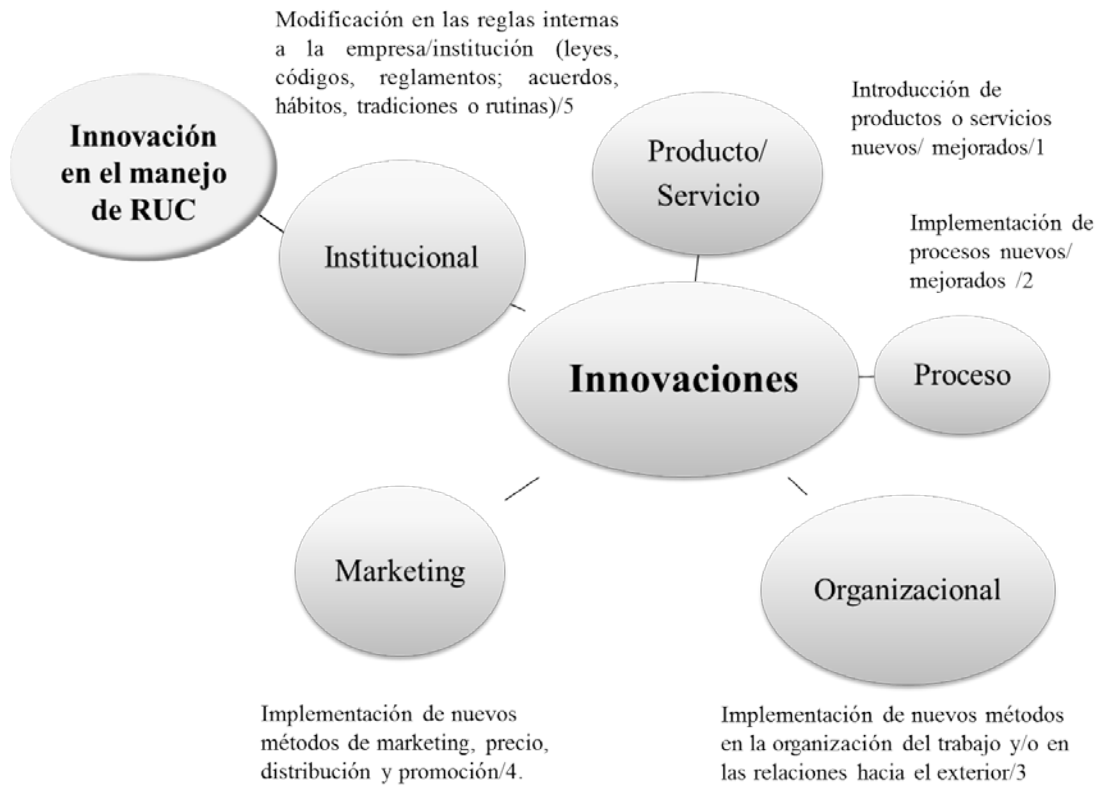 Modificación en las reglas internas
a la empresa/institución (leyes,
códigos, reglamentos; acuerdos,
hábitos, tradiciones o rutinas)/5
Innovación
en el manejo
de RUC
Institucional
Producto/
Servicio
Introducción de
productos o servicios
nuevos/ mejorados/1
Implementación de
procesos nuevos/
mejorados /2
Innovaciones
Proceso
Marketing
Organizacional
Implementación de nuevos
métodos de marketing, precio,
distribución y promoción/4.
Implementación de nuevos métodos
en la organización del trabajo y/o en
las relaciones hacia el exterior/3